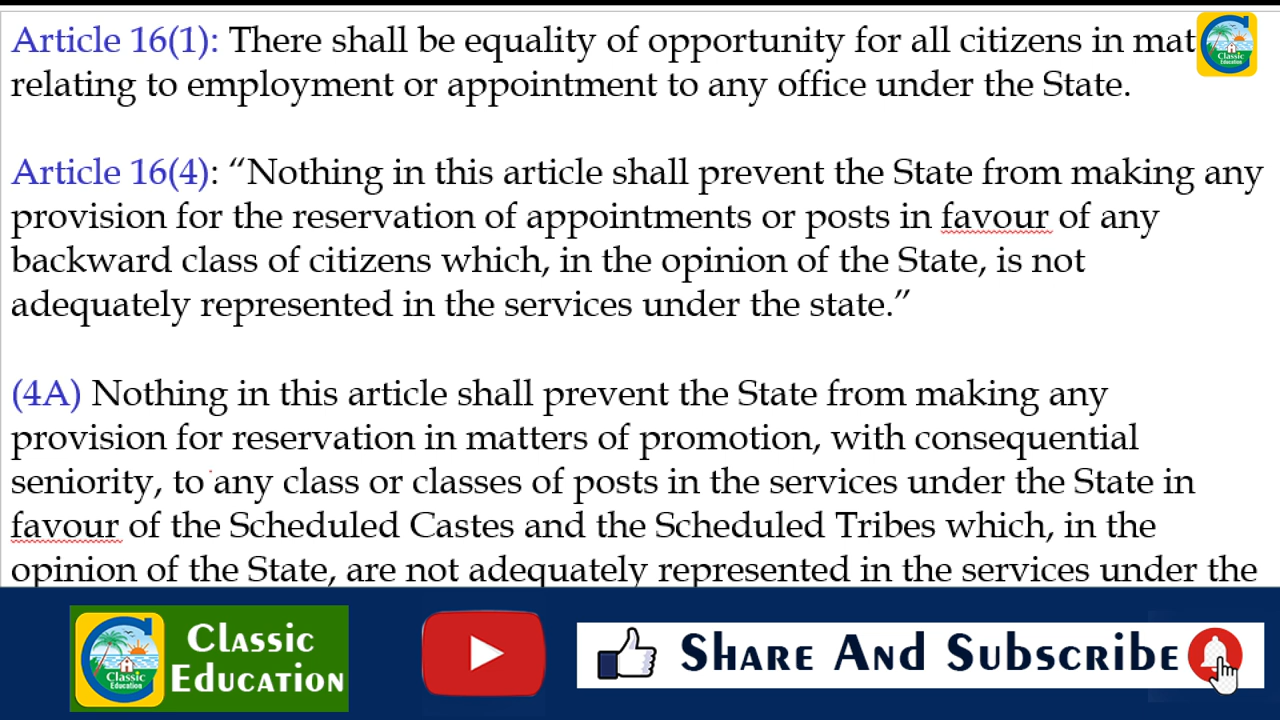 Article 16(1): There shall be equality of opportunity for all citizens in mat
relating to employment or appointment to any office under the State.
Article 16(4): “Nothing in this article shall prevent the State from making any
provision for the reservation of appointments or posts in favour of any
backward class of citizens which, in the opinion of the State, is not
adequately represented in the services under the state.”
(4A) Nothing in this article shall prevent the State from making any
provision for reservation in matters of promotion, with consequential
seniority, to any class or classes of posts in the services under the State in
favour of the Scheduled Castes and the Scheduled Tribes which, in the
opinion of the State, are not adequately represented in the services under the
Classic
Education
Classic
Education
Classic
Education
Share And Subscribe